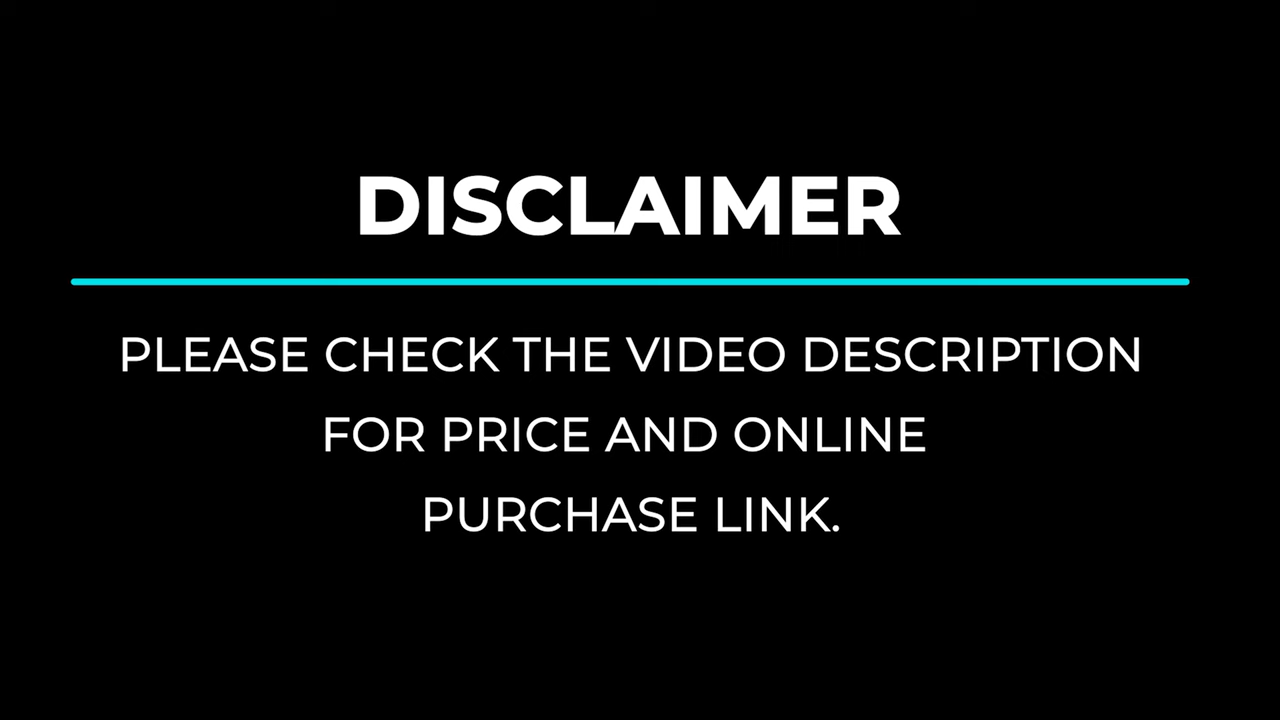 DISCLAIMER
PLEASE CHECK THE VIDEO DESCRIPTION
FOR PRICE AND ONLINE
PURCHASE LINK.